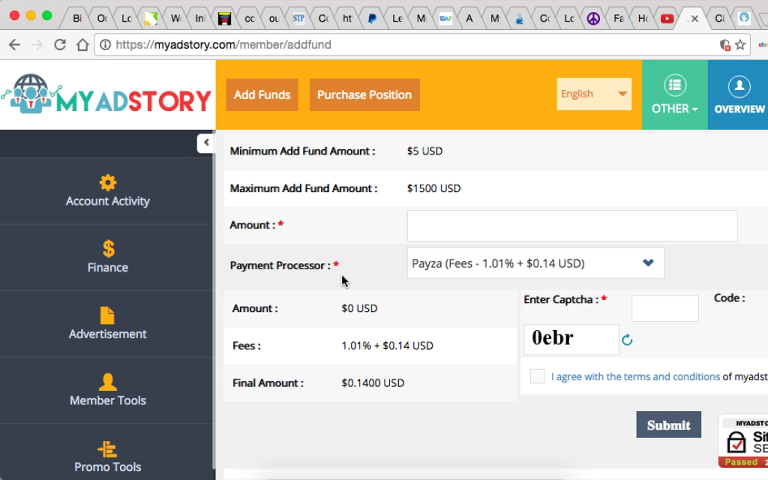 https://myadstory.com/member/addfund
MYADSTORY
Add Funds
Purchase Position
English
OTHER
OVERVIEW
Account Activity
Finance
Advertisement
Member Tools
Promo Tools
Minimum Add Fund Amount : $5 USD
Maximum Add Fund Amount : $1500 USD
Amount : *
Payment Processor : * Payza (Fees - 1.01% + $0.14 USD)
Amount : $0 USD
Fees : 1.01% + $0.14 USD
Final Amount : $0.1400 USD
Enter Captcha : * Code :
0ebr
I agree with the terms and conditions of myadst
Submit
MYADSTO
Passed